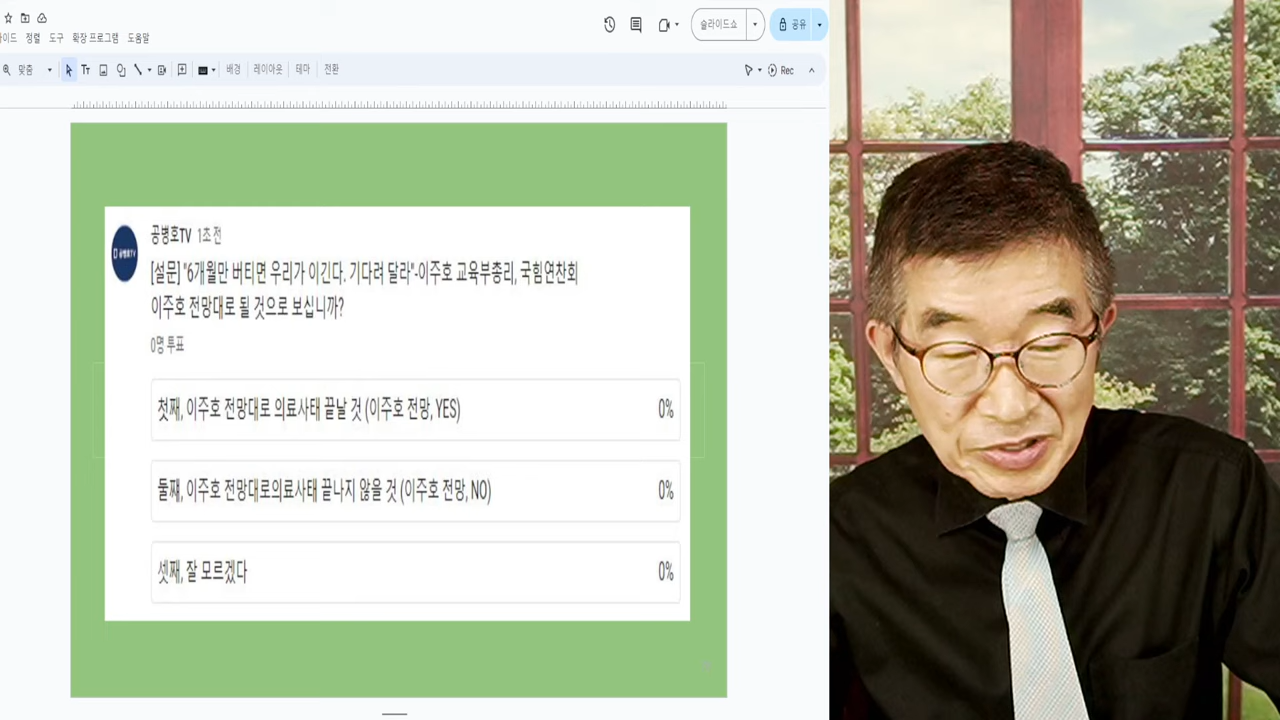 이드 정렬 도구 확장 프로그램 도움말
슬라이드쇼
공유
맞춤
Tт
배경 레이아웃 테마 전환
Rec
공병호TV
공병호TV 1초 전
[설문] "6개월만 버티면 우리가 이긴다. 기다려 달라"-이주호 교육부총리, 국힘연찬회
이주호 전망대로 될 것으로 보십니까?
0명 투표
첫째, 이주호 전망대로 의료사태 끝날 것 (이주호 전망, YES) 0%
둘째, 이주호 전망대로의료사태 끝나지 않을 것 (이주호 전망, NO) 0%
셋째, 잘 모르겠다 0%